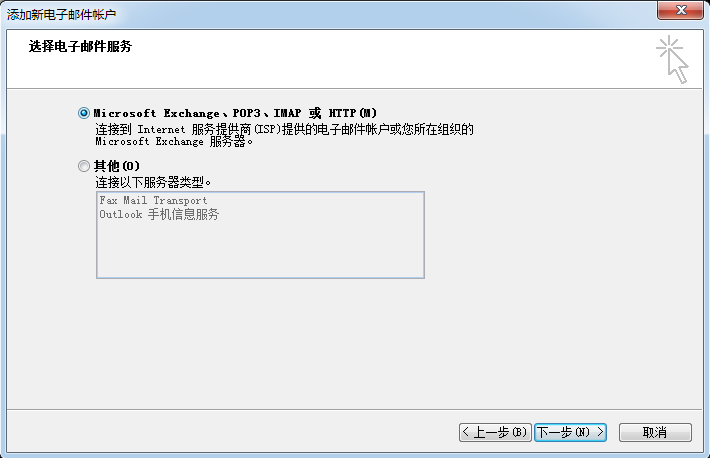 添加新电子邮件帐户
选择电子邮件服务
Microsoft Exchange、POP3、IMAP 或 HTTP(M)
连接到 Internet 服务提供商(ISP)提供的电子邮件帐户或您所在组织的
Microsoft Exchange 服务器。
其他(O)
连接以下服务器类型。
Fax Mail Transport
Outlook 手机信息服务
< 上一步(B)
下一步(N) >
取消